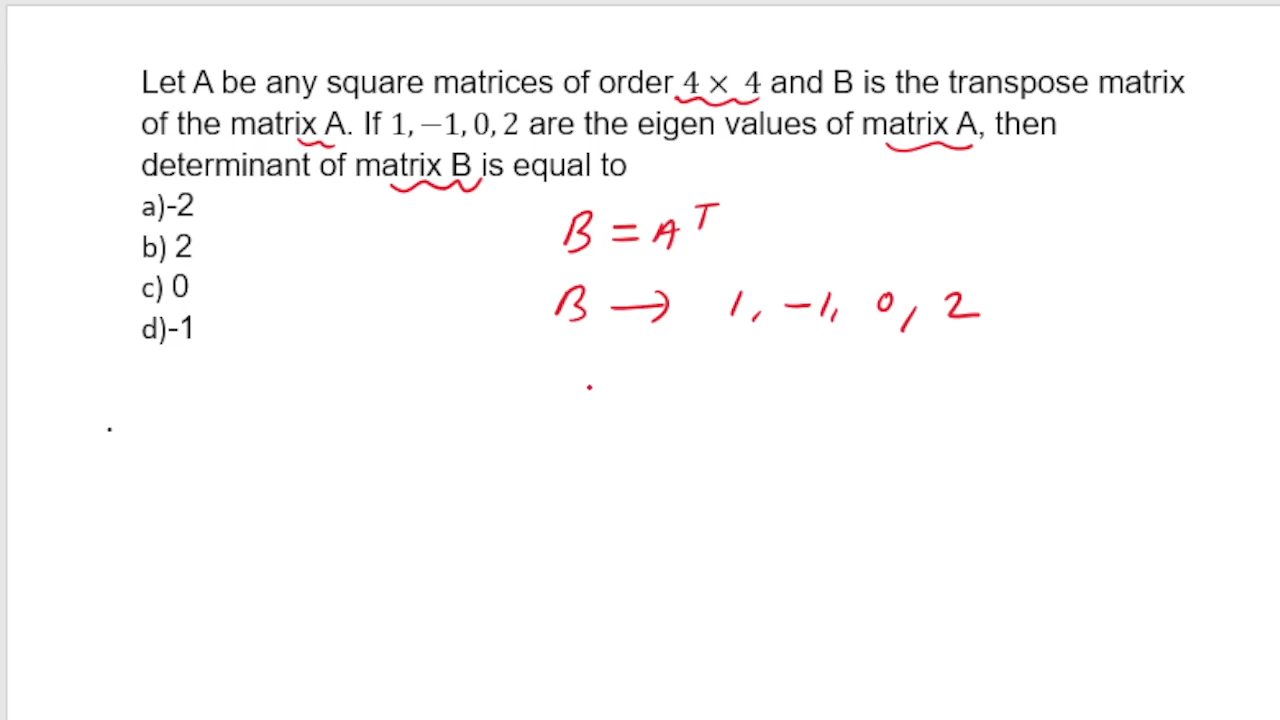 Let A be any square matrices of order 4 × 4 and B is the transpose matrix
of the matrix A. If 1, −1, 0, 2 are the eigen values of matrix A, then
determinant of matrix B is equal to
a)-2
b) 2
c) 0
d)-1
B = A^T
B → 1, -1, 0, 2
.
.